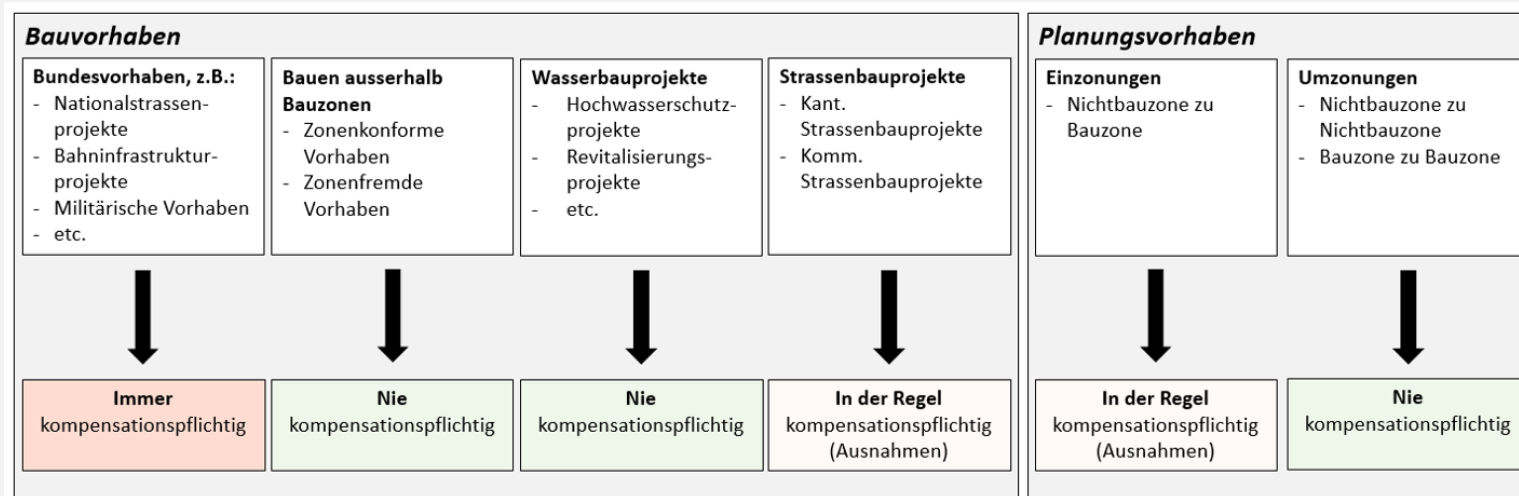 Bauvorhaben
Bundesvorhaben, z.B.:
- Nationalstrassen-
projekte
- Bahninfrastruktur-
projekte
- Militärische Vorhaben
- etc.
Bauen ausserhalb
Bauzonen
- Zonenkonforme
Vorhaben
- Zonenfremde
Vorhaben
Wasserbauprojekte
- Hochwasserschutz-
projekte
- Revitalisierungs-
projekte
- etc.
Strassenbauprojekte
- Kant.
Strassenbauprojekte
- Komm.
Strassenbauprojekte
Immer
kompensationspflichtig
Nie
kompensationspflichtig
Nie
kompensationspflichtig
In der Regel
kompensationspflichtig
(Ausnahmen)
Planungsvorhaben
Einzonungen
- Nichtbauzone zu
Bauzone
Umzonungen
- Nichtbauzone zu
Nichtbauzone
- Bauzone zu Bauzone
In der Regel
kompensationspflichtig
(Ausnahmen)
Nie
kompensationspflichtig